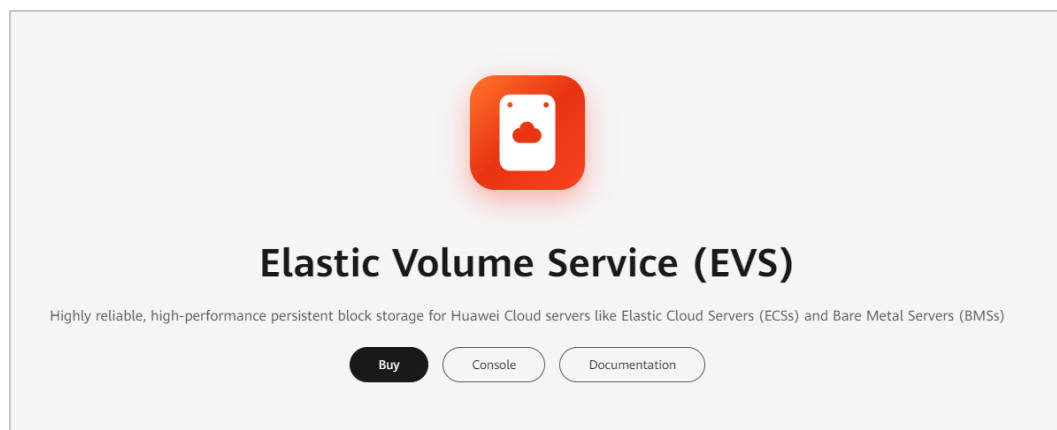 Elastic Volume Service (EVS)
Highly reliable, high-performance persistent block storage for Huawei Cloud servers like Elastic Cloud Servers (ECSs) and Bare Metal Servers (BMSs)
Buy Console Documentation